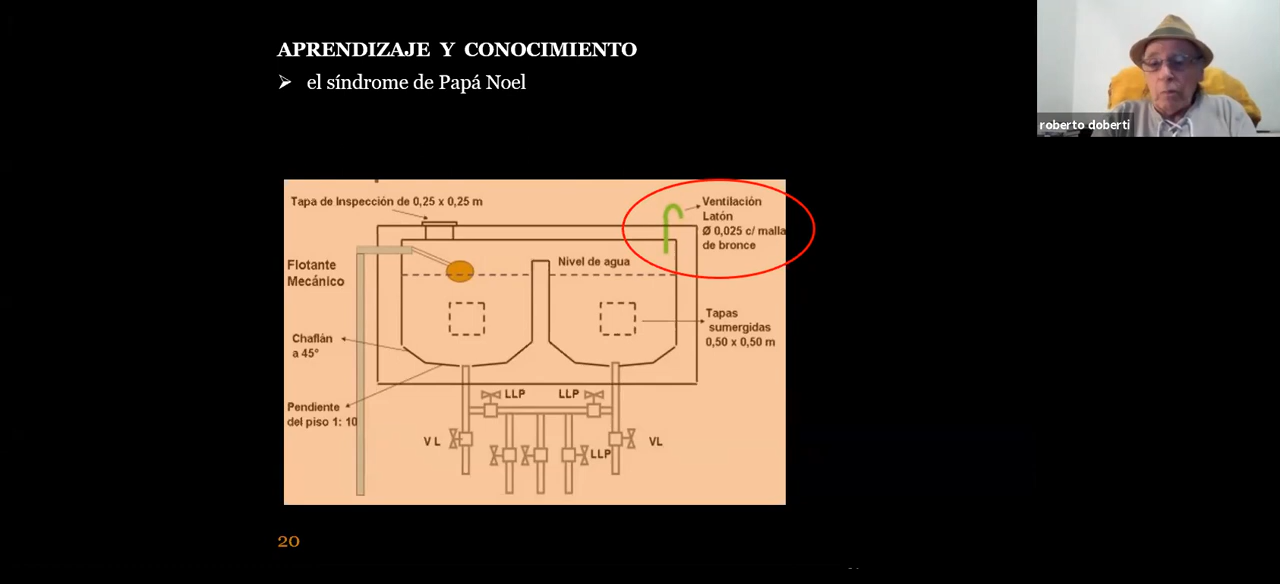 APRENDIZAJE Y CONOCIMIENTO
➢ el síndrome de Papá Noel
roberto doberti
Tapa de Inspección de 0,25 x 0,25 m
Ventilación
Latón
Ø 0,025 c/ malla
de bronce
Flotante
Mecánico
Nivel de agua
Tapas
sumergidas
0,50 x 0,50 m
Chaflán
a 45°
Pendiente
del piso 1: 10
LLP
LLP
V L
VL
LLP
20